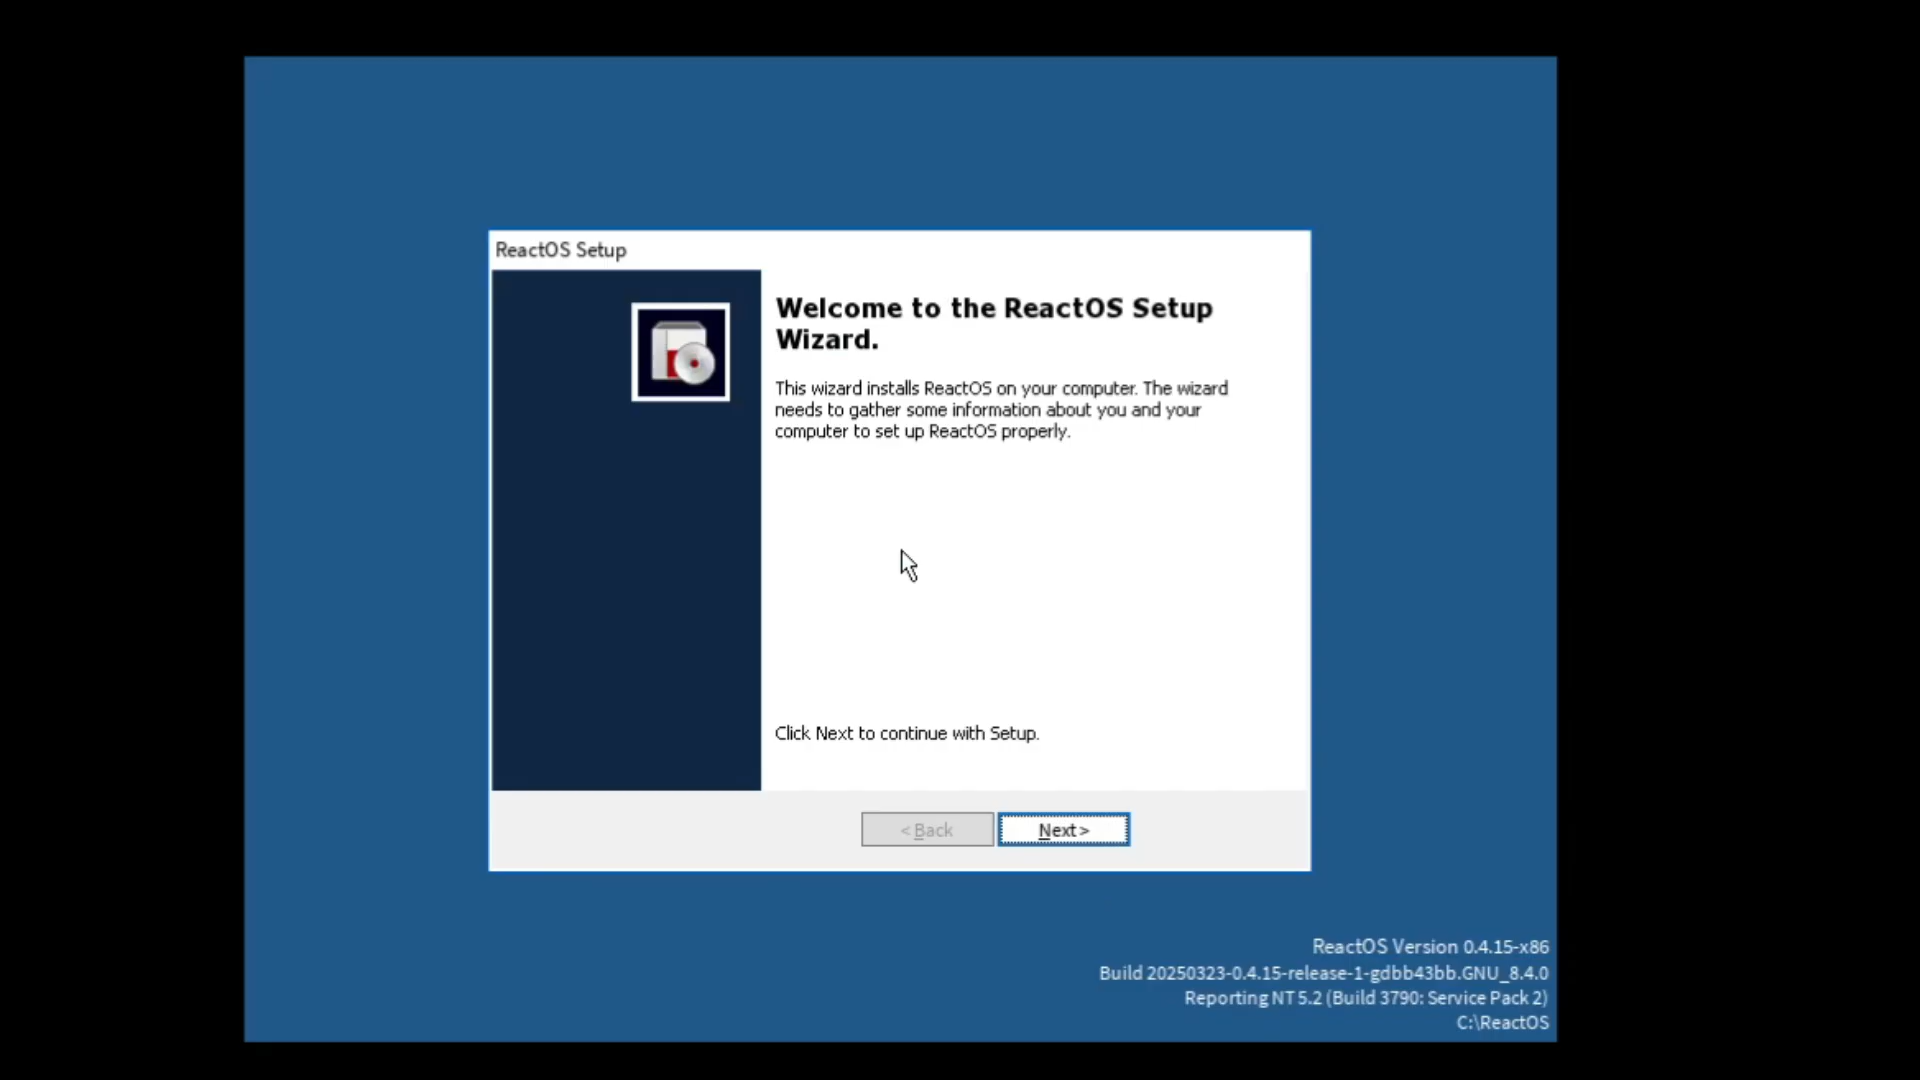 ReactOS Setup
Welcome to the ReactOS Setup
Wizard.
This wizard installs ReactOS on your computer. The wizard
needs to gather some information about you and your
computer to set up ReactOS properly.
Click Next to continue with Setup.
< Back
Next >
ReactOS Version 0.4.15-x86
Build 20250323-0.4.15-release-1-gdbb43bb.GNU_8.4.0
Reporting NT 5.2 (Build 3790: Service Pack 2)
C:\ReactOS